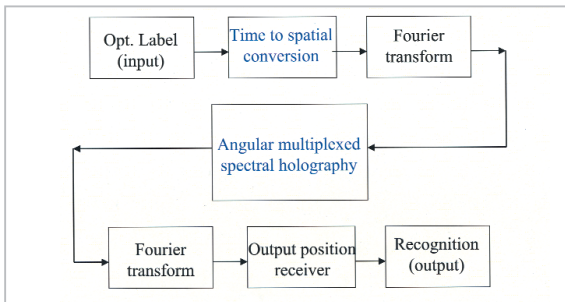 Opt. Label
(input)
Time to spatial
conversion
Fourier
transform
Angular multiplexed
spectral holography
Fourier
transform
Output position
receiver
Recognition
(output)